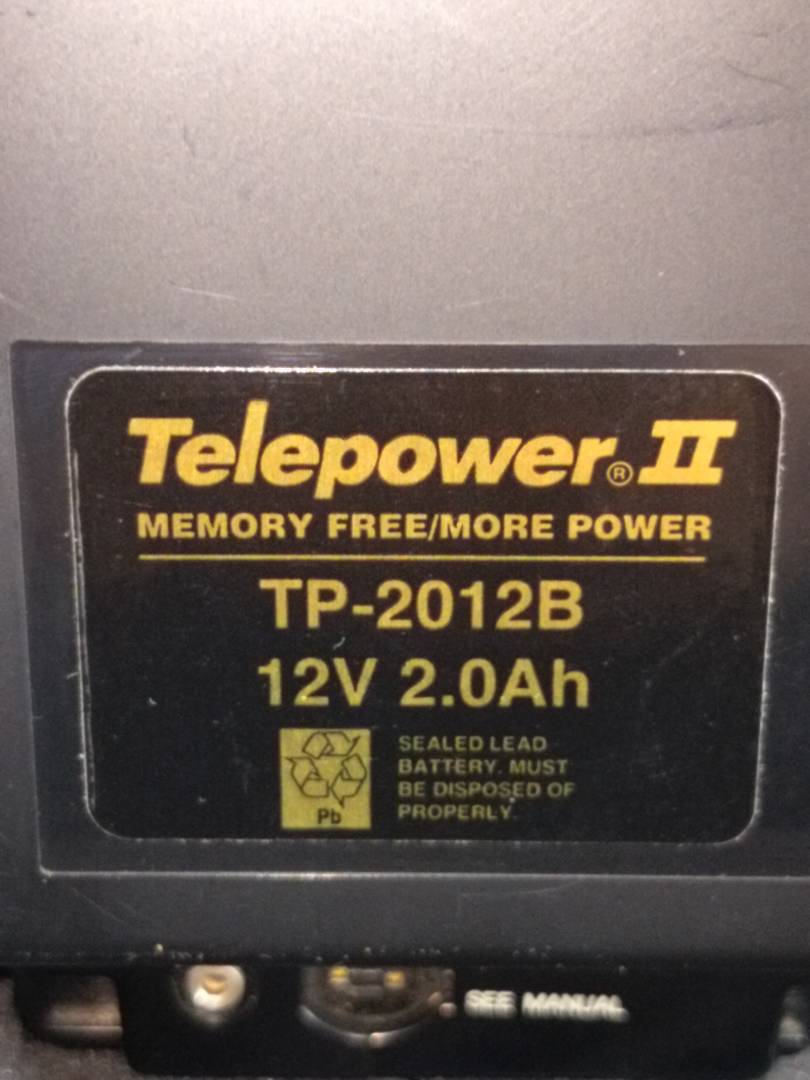 Telepower® II
MEMORY FREE/MORE POWER
TP-2012B
12V 2.0Ah
SEALED LEAD
BATTERY. MUST
BE DISPOSED OF
PROPERLY.
Pb
SEE MANUAL